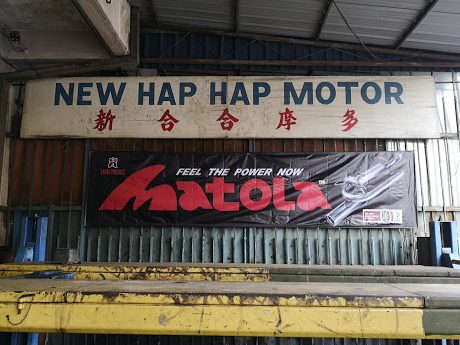 NEW HAP HAP MOTOR
新合合摩多
FEEL THE POWER NOW
Matola